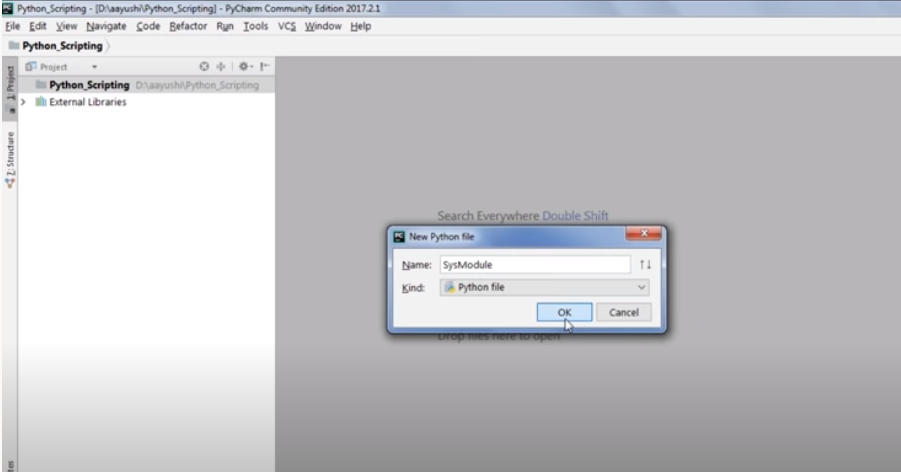 Python_Scripting - [D:\aayushi\Python_Scripting] - PyCharm Community Edition 2017.2.1
File Edit View Navigate Code Refactor Run Tools VCS Window Help
Python_Scripting
Project
1: Project
Python_Scripting D:\aayushi\Python_Scripting
External Libraries
Z: Structure
Search Everywhere Double Shift
New Python file
Name: SysModule
Kind: Python file
OK Cancel
Drop files here to open